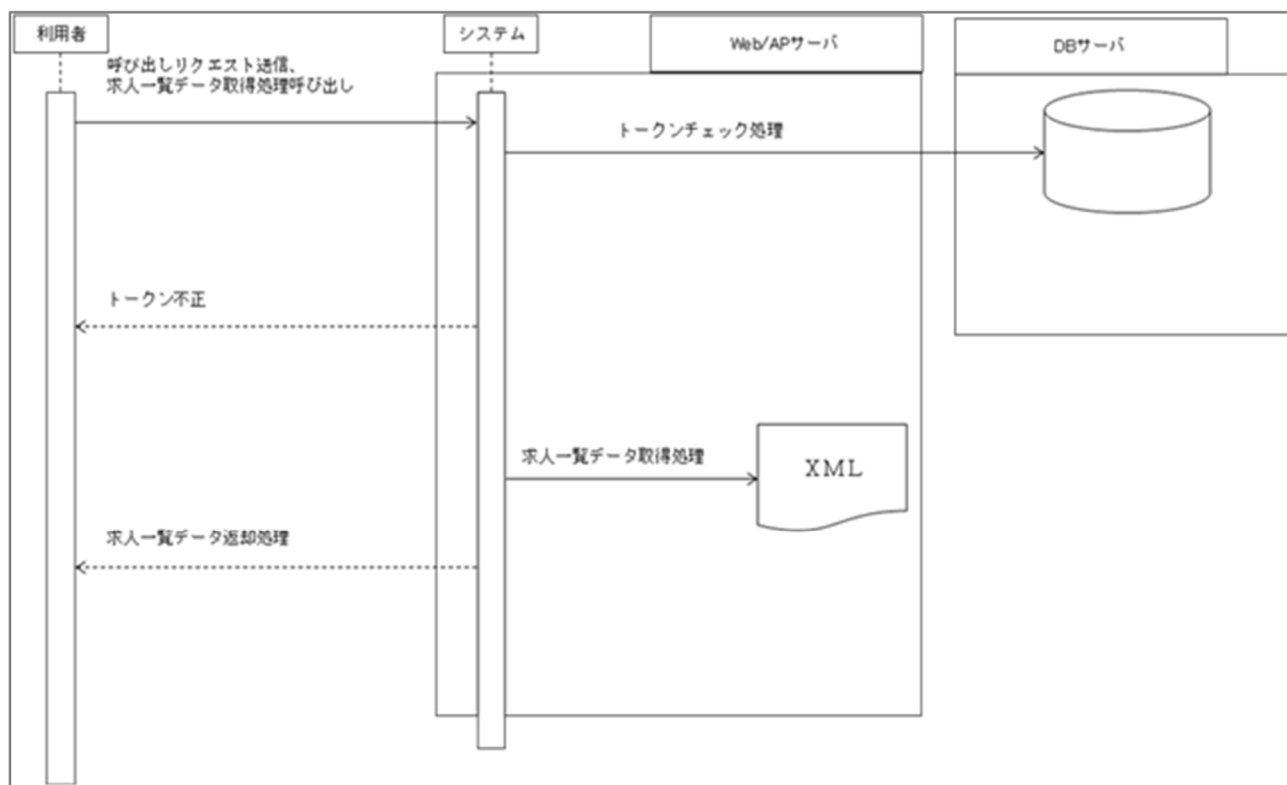 利用者
システム
Web/APサーバ
DBサーバ
呼び出しリクエスト送信、
求人一覧データ取得処理呼び出し
トークンチェック処理
トークン不正
求人一覧データ取得処理
XML
求人一覧データ返却処理